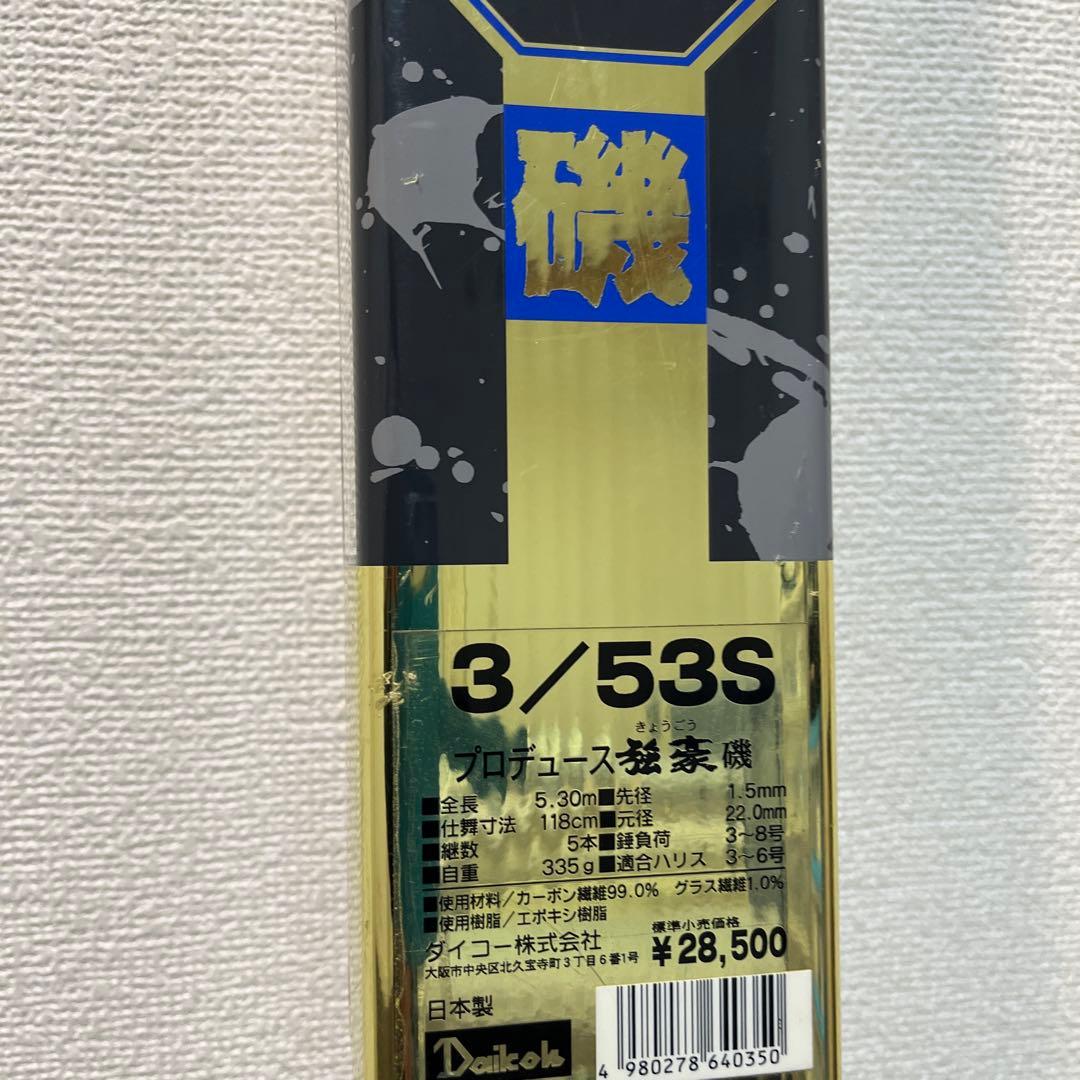 磯
3/53S
きょうごう
プロデュース強豪磯
■全長 5.30m ■先径 1.5mm
■仕舞寸法 118cm ■元径 22.0mm
■継数 5本 ■錘負荷 3〜8号
■自重 335g ■適合ハリス 3〜6号
■使用材料/カーボン繊維99.0% グラス繊維1.0%
■使用樹脂/エポキシ樹脂
標準小売価格
ダイコー株式会社 ¥28,500
大阪市中央区北久宝寺町3丁目6番1号
日本製
Daikoh
4 980278 640350